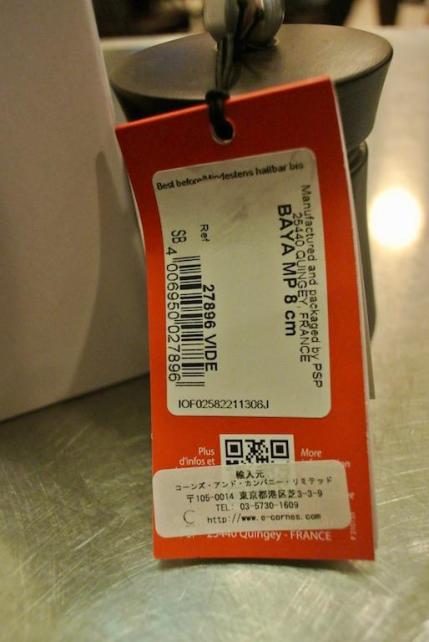 Best before/Mindestens haltbar bis
Manufactured and packaged by PSP
25440 QUINGEY, FRANCE
BAYA MP 8 cm
Ref
27896 VIDE
SB
4 006950 027896
IOF02582211306J
Plus
d'infos et
More
輸入元
コーンズ・アンド・カンパニー・リミテッド
〒105-0014 東京都港区芝3-3-9
TEL: 03-5730-1609
http://www.e-cornes.com
25440 Quingey - FRANCE